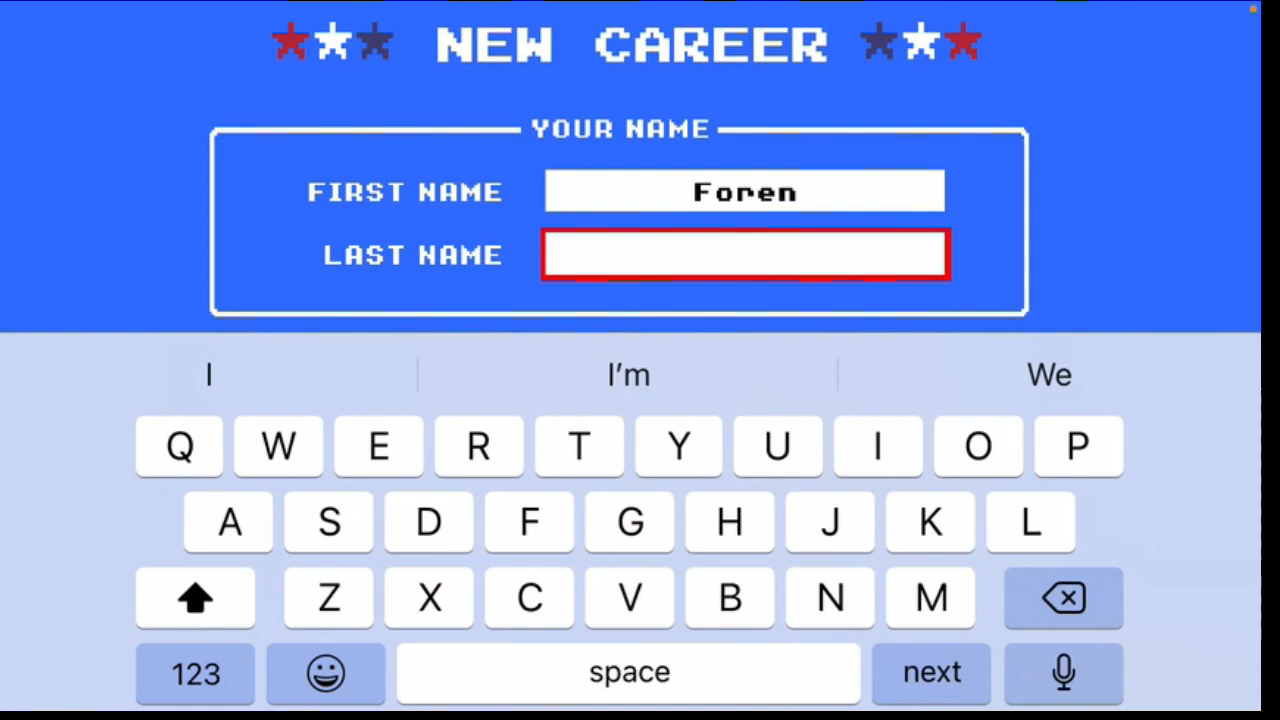 NEW CAREER
YOUR NAME
FIRST NAME Foren
LAST NAME
I I'm We
Q W E R T Y U I O P
A S D F G H J K L
Z X C V B N M
123 space next